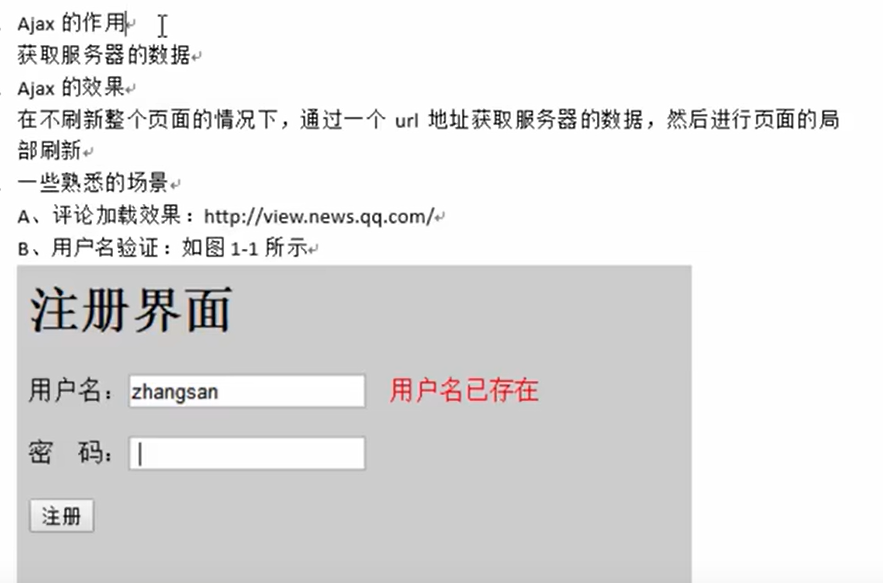 Ajax 的作用
获取服务器的数据
Ajax 的效果
在不刷新整个页面的情况下，通过一个 url 地址获取服务器的数据，然后进行页面的局
部刷新
一些熟悉的场景
A、评论加载效果：http://view.news.qq.com/
B、用户名验证：如图 1-1 所示
注册界面
用户名： zhangsan 用户名已存在
密 码：
注册